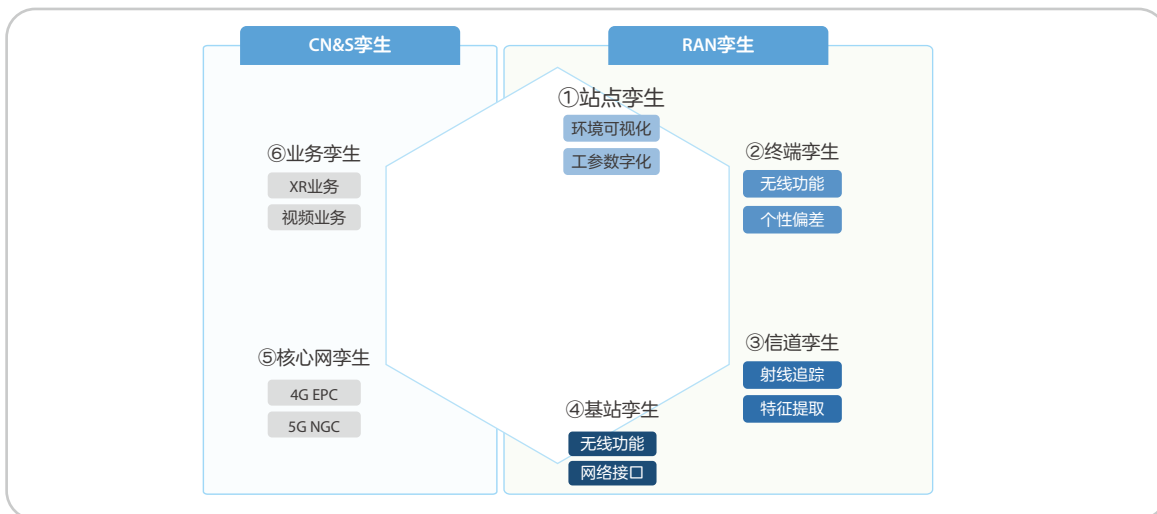 CN&S孪生
RAN孪生
①站点孪生
环境可视化
工参数字化
②终端孪生
无线功能
个性偏差
③信道孪生
射线追踪
特征提取
④基站孪生
无线功能
网络接口
⑤核心网孪生
4G EPC
5G NGC
⑥业务孪生
XR业务
视频业务